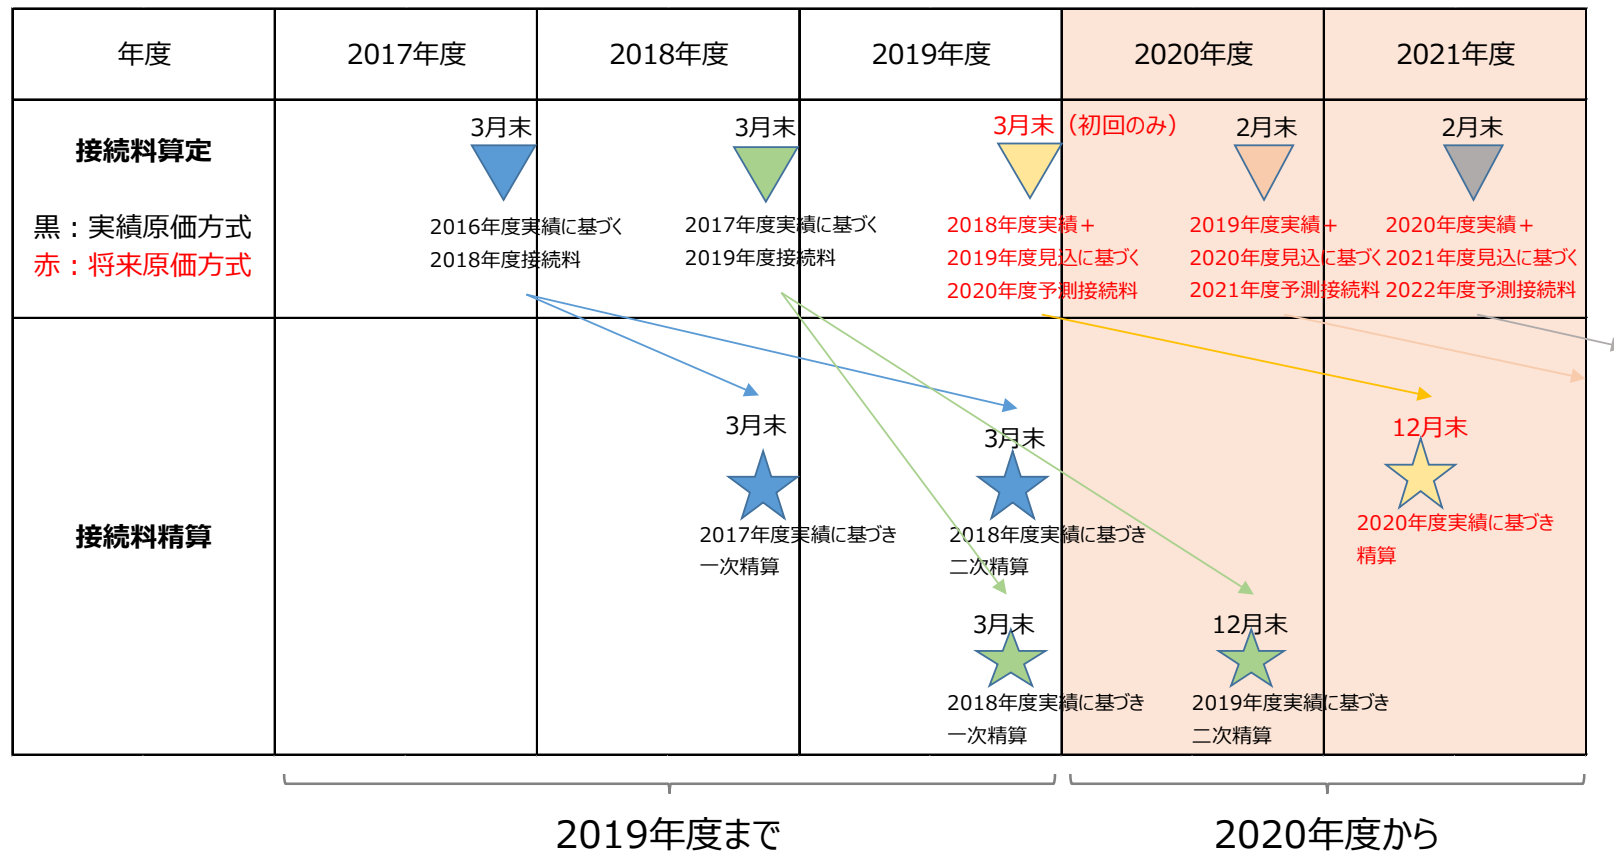 年度
2017年度
2018年度
2019年度
2020年度
2021年度
接続料算定
黒：実績原価方式
赤：将来原価方式
3月末
2016年度実績に基づく
2018年度接続料
3月末
2017年度実績に基づく
2019年度接続料
3月末（初回のみ）
2018年度実績＋
2019年度見込に基づく
2020年度予測接続料
2月末
2019年度実績＋
2020年度見込に基づく
2021年度予測接続料
2月末
2020年度実績＋
2021年度見込に基づく
2022年度予測接続料
接続料精算
3月末
2017年度実績に基づき
一次精算
3月末
2018年度実績に基づき
二次精算
3月末
2018年度実績に基づき
一次精算
12月末
2019年度実績に基づき
二次精算
12月末
2020年度実績に基づき
精算
2019年度まで
2020年度から